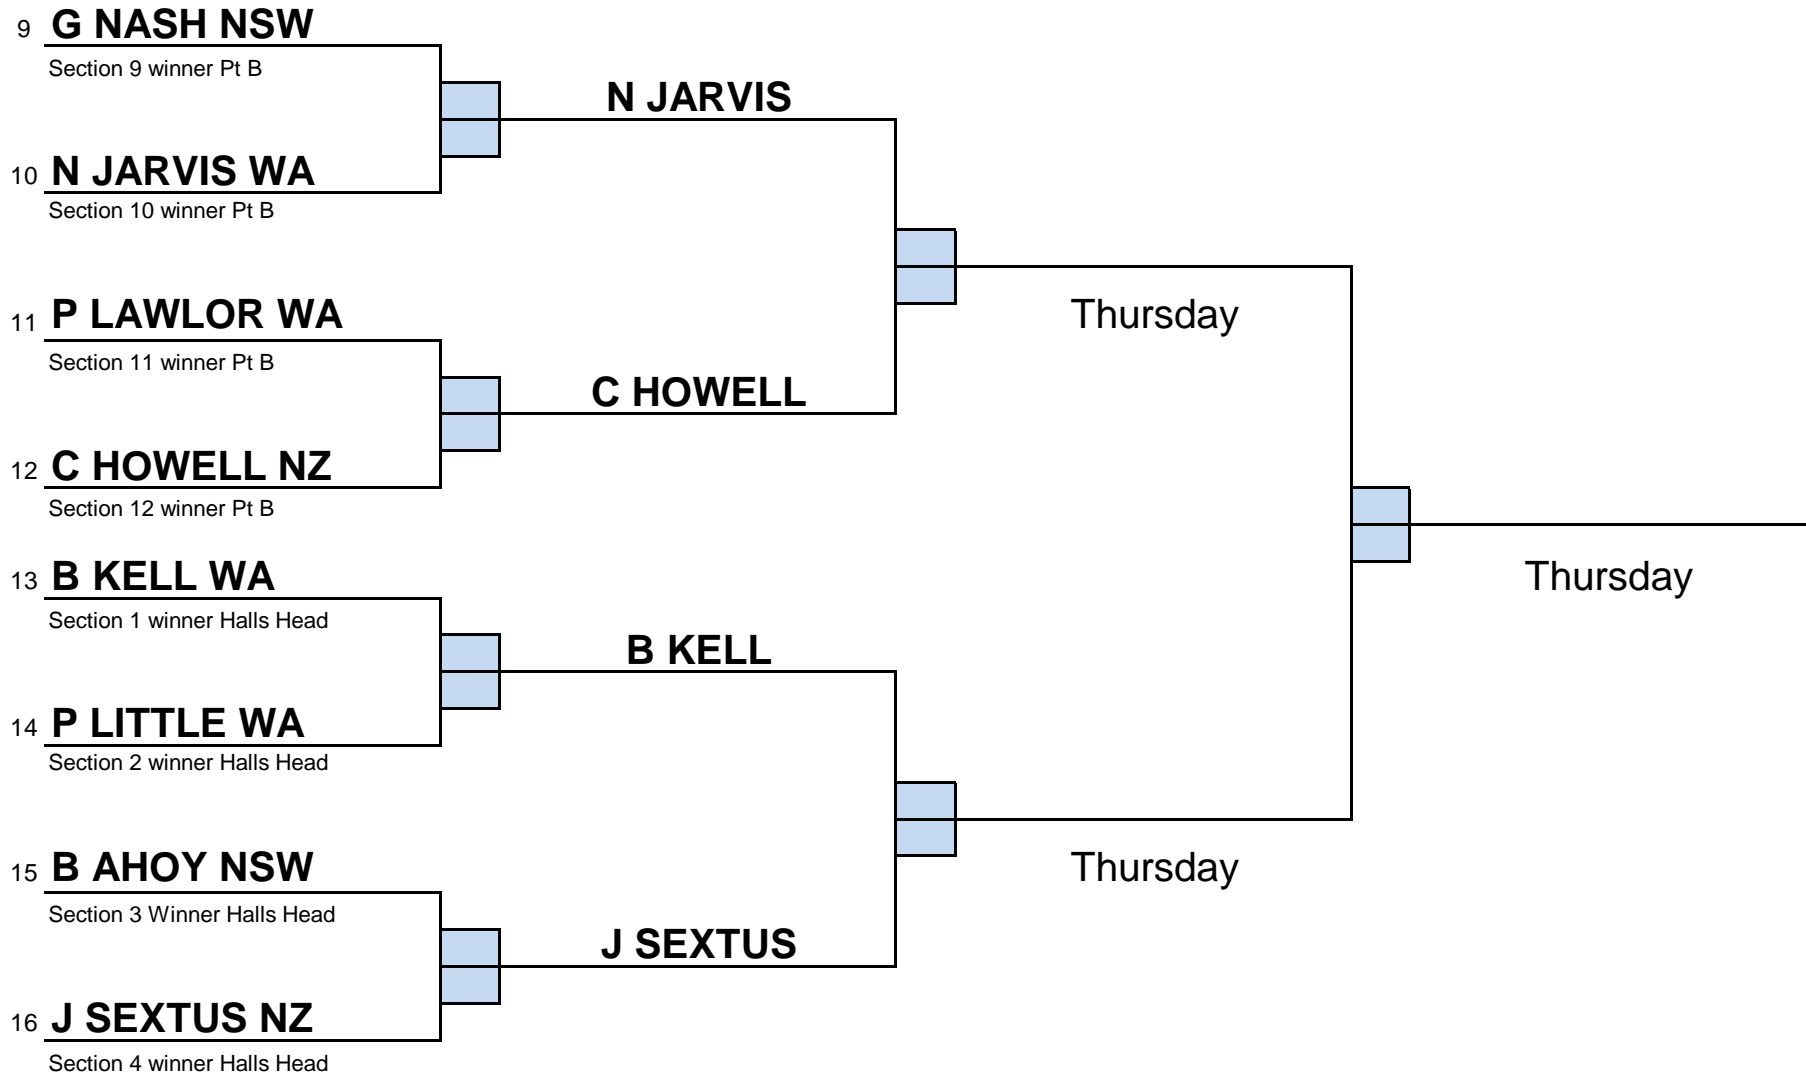 9 G NASH NSW
Section 9 winner Pt B
N JARVIS
10 N JARVIS WA
Section 10 winner Pt B
11 P LAWLOR WA
Thursday
Section 11 winner Pt B
C HOWELL
12 C HOWELL NZ
Section 12 winner Pt B
13 B KELL WA
Thursday
Section 1 winner Halls Head
B KELL
14 P LITTLE WA
Section 2 winner Halls Head
15 B AHOY NSW
Thursday
Section 3 Winner Halls Head
J SEXTUS
16 J SEXTUS NZ
Section 4 winner Halls Head